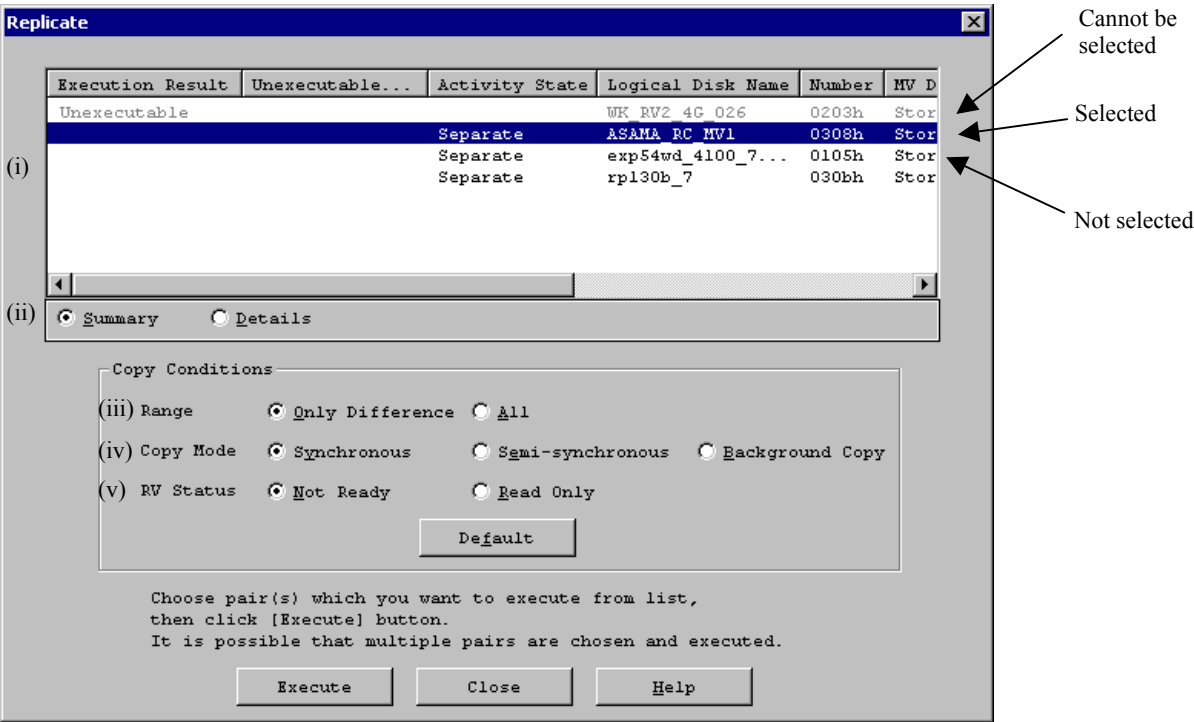 Replicate
Cannot be
selected
Execution Result Unexecutable... Activity State Logical Disk Name Number MV D
Unexecutable WK_RV2_4G_026 0203h Stor
Selected
Separate ASAMA_RC_MV1 0308h Stor
(i) Separate exp54wd_4100_7... 0105h Stor
Separate rpl30b_7 030bh Stor
Not selected
(ii) Summary Details
Copy Conditions
(iii) Range Only Difference All
(iv) Copy Mode Synchronous Semi-synchronous Background Copy
(v) RV Status Not Ready Read Only
Default
Choose pair(s) which you want to execute from list,
then click [Execute] button.
It is possible that multiple pairs are chosen and executed.
Execute Close Help